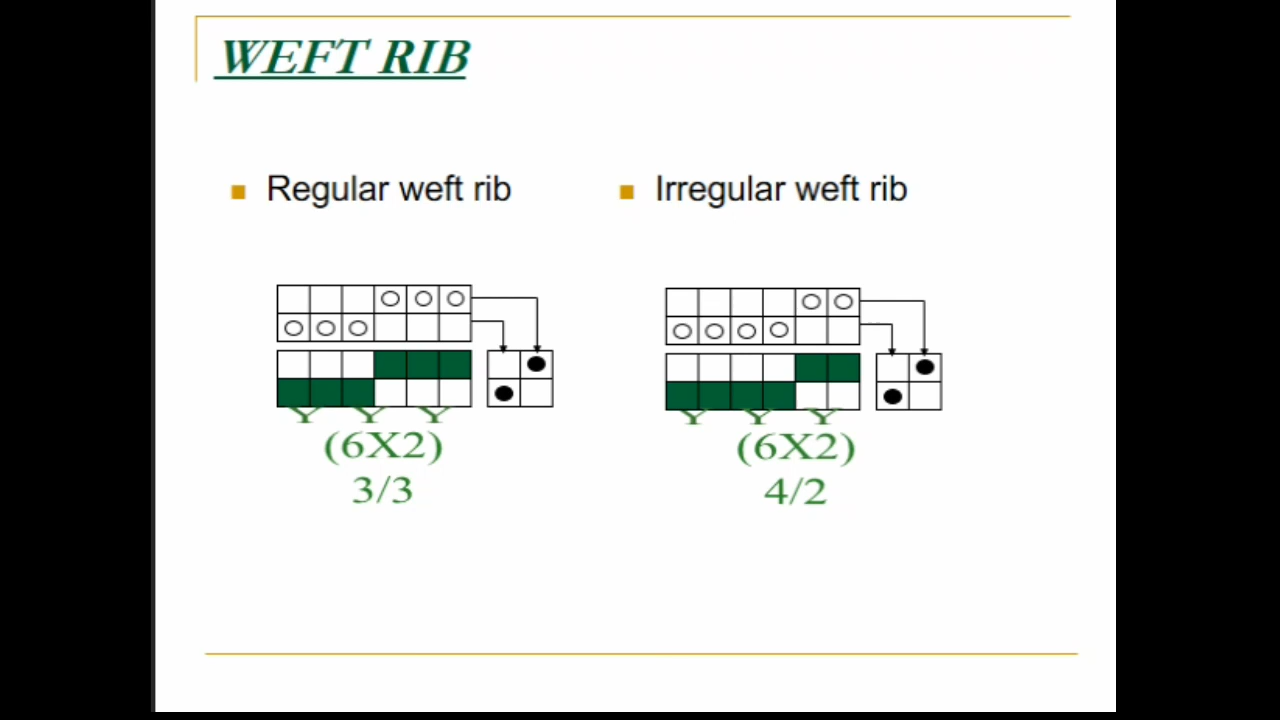 WEFT RIB
Regular weft rib
Irregular weft rib
Y Y Y
(6X2)
3/3
Y Y Y
(6X2)
4/2